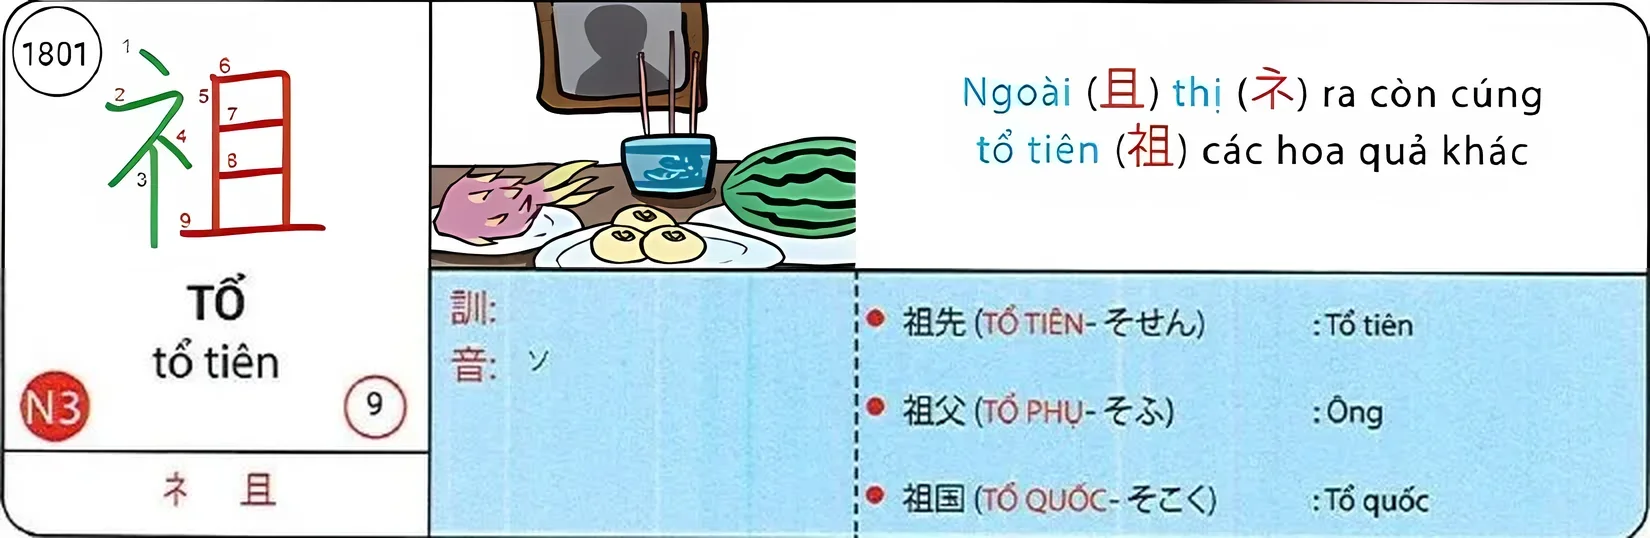 1801
1
2
3
4
5
6
7
8
9
祖
TỔ
tổ tiên
N3
9
ネ 且
Ngoài (且) thị (ネ) ra còn cúng
tổ tiên (祖) các hoa quả khác
訓:
音: ソ
祖先 (TỔ TIÊN- そせん) : Tổ tiên
祖父 (TỔ PHỤ- そふ) : Ông
祖国 (TỔ QUỐC- そこく) : Tổ quốc